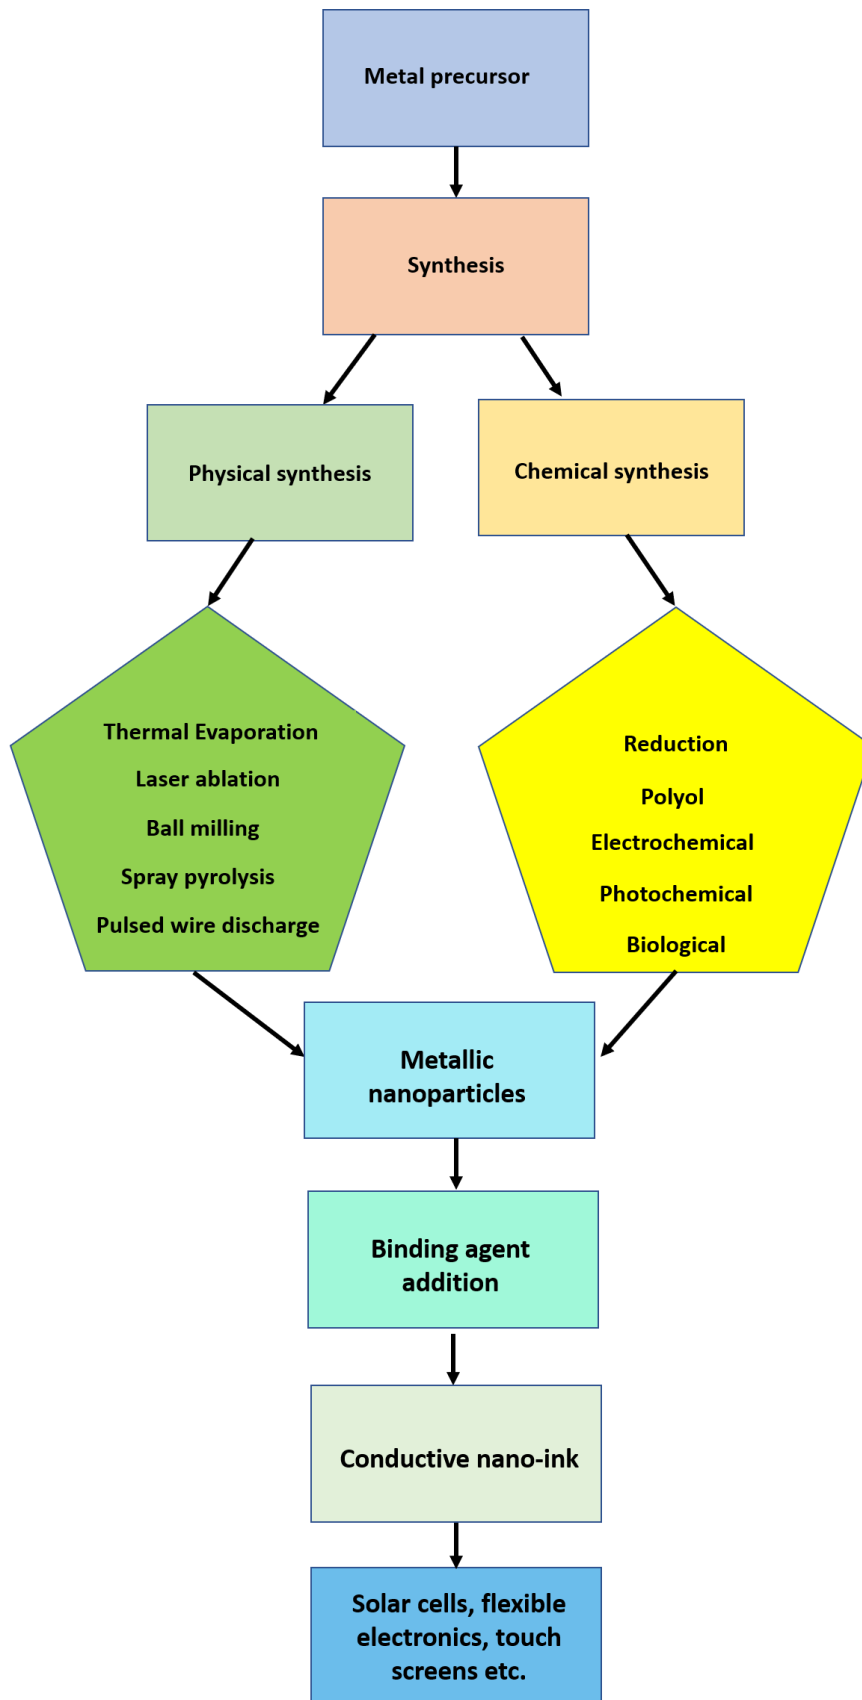 Metal precursor
Synthesis
Physical synthesis
Chemical synthesis
Thermal Evaporation
Laser ablation
Ball milling
Spray pyrolysis
Pulsed wire discharge
Reduction
Polyol
Electrochemical
Photochemical
Biological
Metallic
nanoparticles
Binding agent
addition
Conductive nano-ink
Solar cells, flexible
electronics, touch
screens etc.